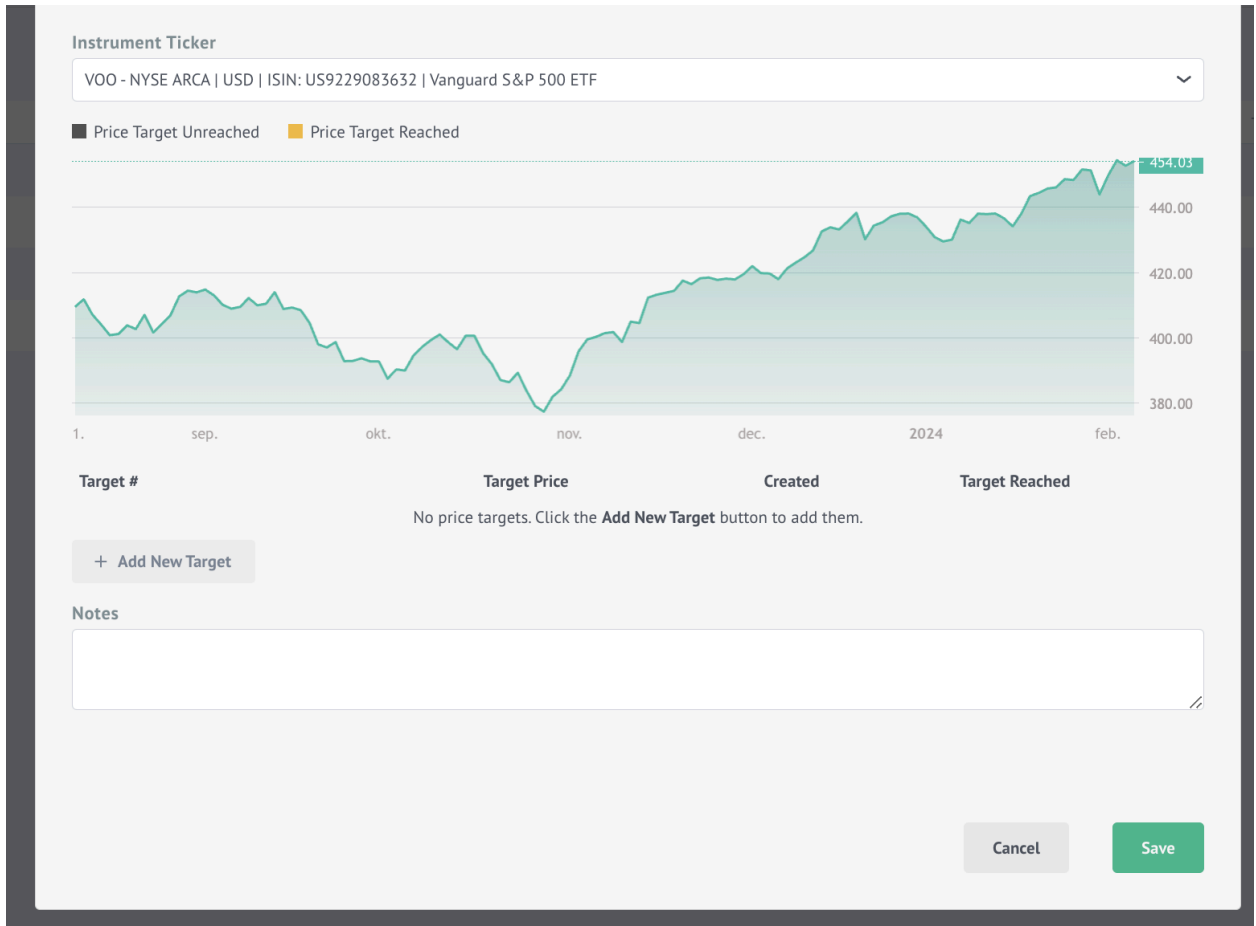 Instrument Ticker
VOO - NYSE ARCA | USD | ISIN: US9229083632 | Vanguard S&P 500 ETF
Price Target Unreached Price Target Reached
454.03
440.00
420.00
400.00
380.00
1. sep. okt. nov. dec. 2024 feb.
Target # Target Price Created Target Reached
No price targets. Click the Add New Target button to add them.
+ Add New Target
Notes
Cancel Save